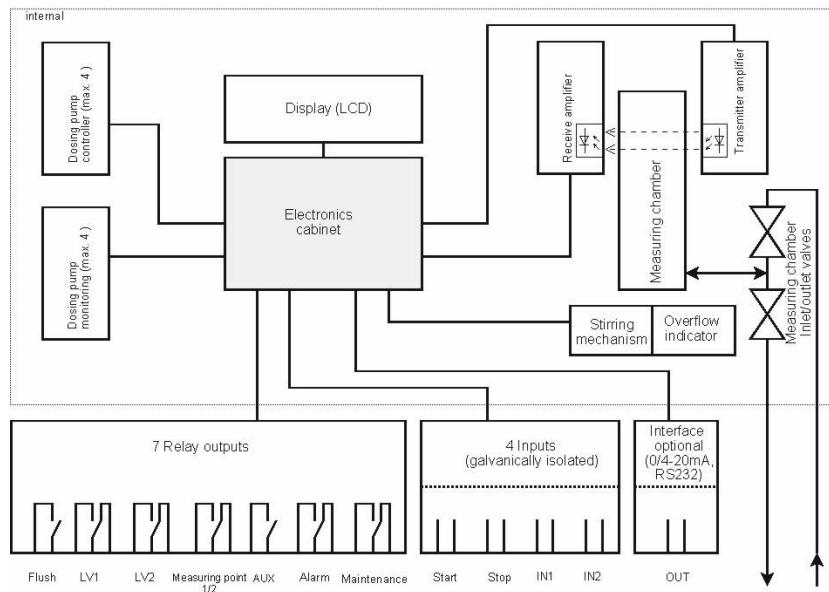 internal
Dosing pump
controller (max. 4 )
Display (LCD)
Receive amplifier
Transmitter amplifier
Measuring chamber
Electronics
cabinet
Dosing pump
monitoring (max. 4 )
Measuring chamber
Inlet/outlet valves
Stirring
mechanism
Overflow
indicator
7 Relay outputs
4 Inputs
(galvanically isolated)
Interface
optional
(0/4-20mA,
RS232)
Flush
LV1
LV2
Measuring point
1/2
AUX
Alarm
Maintenance
Start
Stop
IN1
IN2
OUT